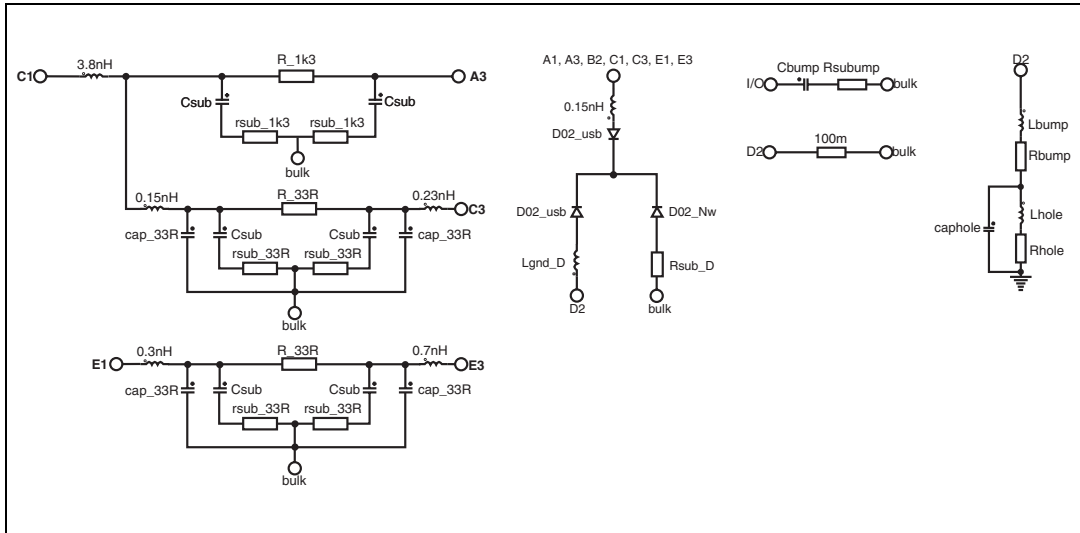 C1
3.8nH
R_1k3
A3
Csub
Csub
rsub_1k3
rsub_1k3
bulk
0.15nH
R_33R
0.23nH
C3
cap_33R
Csub
Csub
cap_33R
rsub_33R
rsub_33R
bulk
E1
0.3nH
R_33R
0.7nH
E3
cap_33R
Csub
Csub
cap_33R
rsub_33R
rsub_33R
bulk
A1, A3, B2, C1, C3, E1, E3
0.15nH
D02_usb
D02_usb
D02_Nw
Lgnd_D
Rsub_D
D2
bulk
Cbump Rsubump
I/O
bulk
100m
D2
bulk
D2
Lbump
Rbump
caphole
Lhole
Rhole